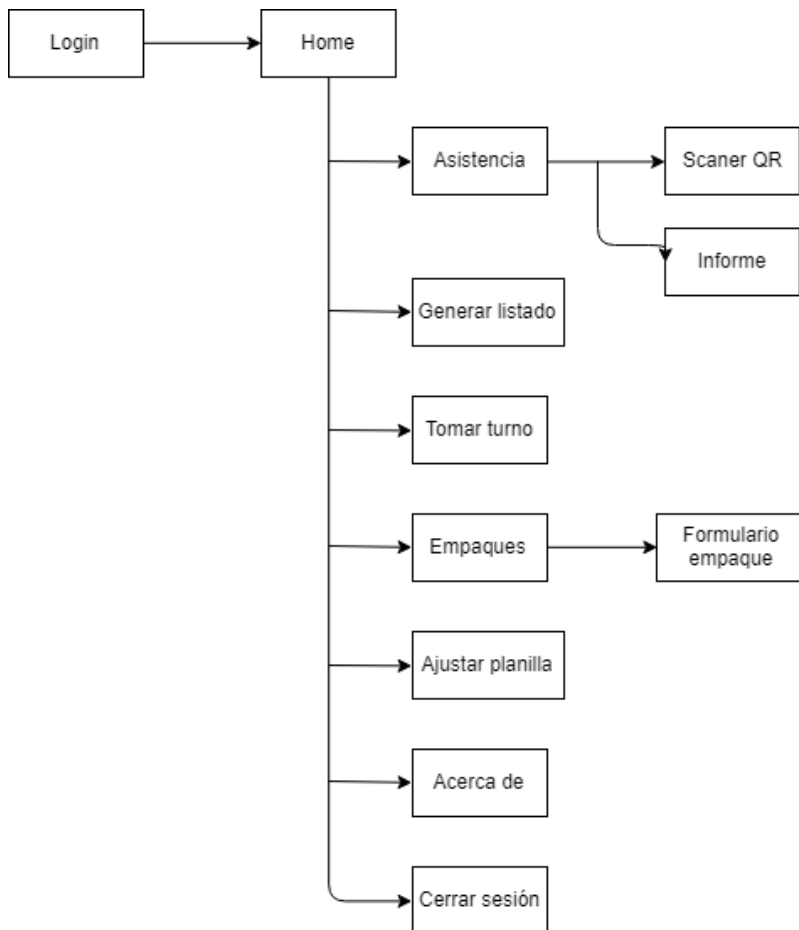 Login
Home
Asistencia
Scaner QR
Informe
Generar listado
Tomar turno
Empaques
Formulario
empaque
Ajustar planilla
Acerca de
Cerrar sesión